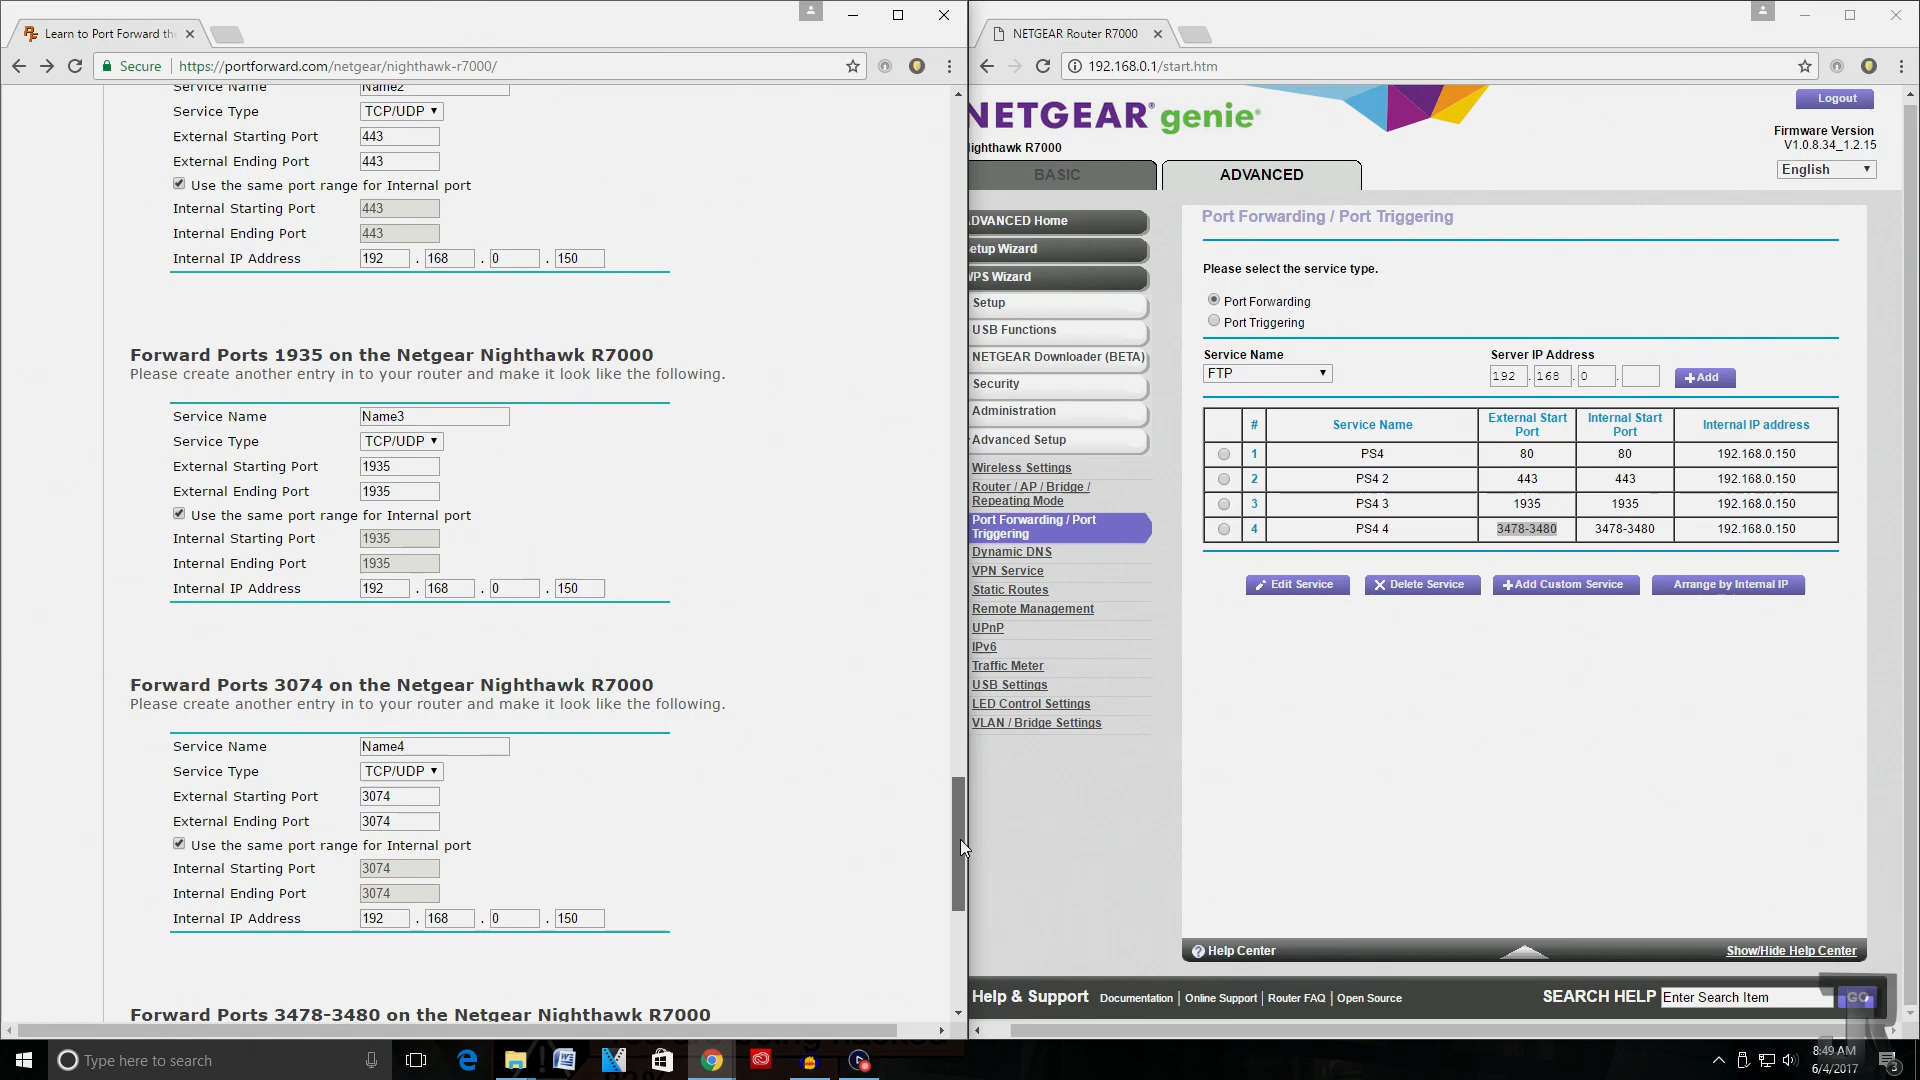 Learn to Port Forward the
Secure
https://portforward.com/netgear/nighthawk-r7000/
Service Name Name2
Service Type TCP/UDP
External Starting Port 443
External Ending Port 443
Use the same port range for Internal port
Internal Starting Port 443
Internal Ending Port 443
Internal IP Address 192 . 168 . 0 . 150
Forward Ports 1935 on the Netgear Nighthawk R7000
Please create another entry in to your router and make it look like the following.
Service Name Name3
Service Type TCP/UDP
External Starting Port 1935
External Ending Port 1935
Use the same port range for Internal port
Internal Starting Port 1935
Internal Ending Port 1935
Internal IP Address 192 . 168 . 0 . 150
Forward Ports 3074 on the Netgear Nighthawk R7000
Please create another entry in to your router and make it look like the following.
Service Name Name4
Service Type TCP/UDP
External Starting Port 3074
External Ending Port 3074
Use the same port range for Internal port
Internal Starting Port 3074
Internal Ending Port 3074
Internal IP Address 192 . 168 . 0 . 150
Forward Ports 3478-3480 on the Netgear Nighthawk R7000
NETGEAR Router R7000
192.168.0.1/start.htm
NETGEAR® genie®
ighthawk R7000
Logout
Firmware Version
V1.0.8.34_1.2.15
English
BASIC
ADVANCED
DVANCED Home
etup Wizard
WPS Wizard
Setup
USB Functions
NETGEAR Downloader (BETA)
Security
Administration
Advanced Setup
Wireless Settings
Router / AP / Bridge /
Repeating Mode
Port Forwarding / Port
Triggering
Dynamic DNS
VPN Service
Static Routes
Remote Management
UPnP
IPv6
Traffic Meter
USB Settings
LED Control Settings
VLAN / Bridge Settings
Port Forwarding / Port Triggering
Please select the service type.
Port Forwarding
Port Triggering
Service Name Server IP Address
FTP 192 . 168 . 0 . +Add
# Service Name External Start Port Internal Start Port Internal IP address
1 PS4 80 80 192.168.0.150
2 PS4 2 443 443 192.168.0.150
3 PS4 3 1935 1935 192.168.0.150
4 PS4 4 3478-3480 3478-3480 192.168.0.150
Edit Service Delete Service +Add Custom Service Arrange by Internal IP
Help Center Show/Hide Help Center
Help & Support Documentation | Online Support | Router FAQ | Open Source SEARCH HELP Enter Search Item GO
Type here to search
8:49 AM
6/4/2017
3